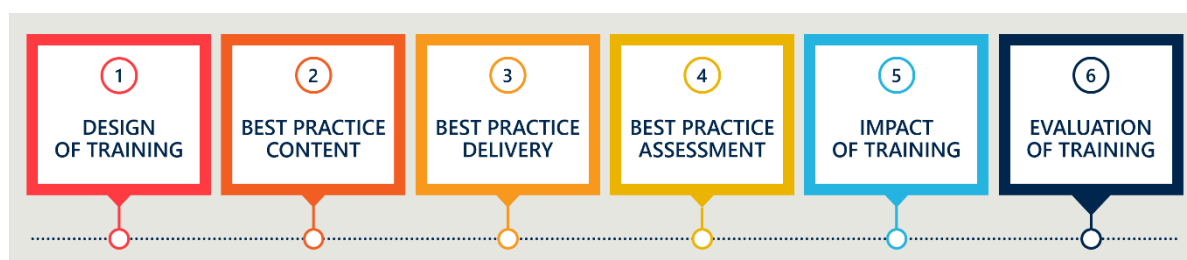 1
DESIGN
OF TRAINING
2
BEST PRACTICE
CONTENT
3
BEST PRACTICE
DELIVERY
4
BEST PRACTICE
ASSESSMENT
5
IMPACT
OF TRAINING
6
EVALUATION
OF TRAINING